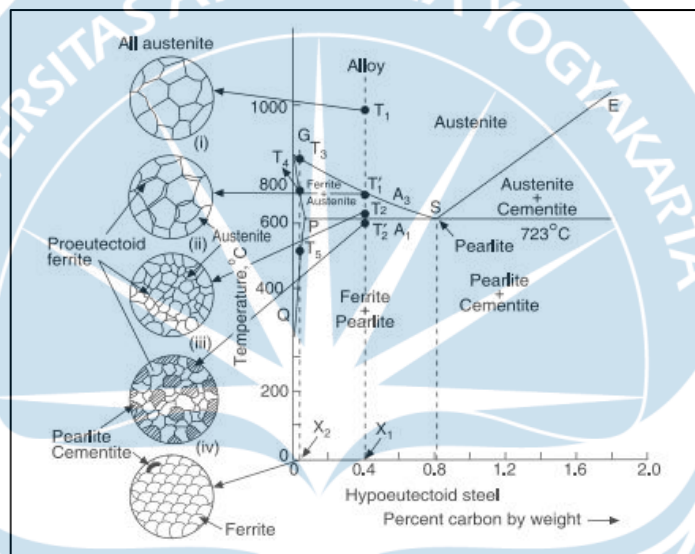 ERSITAS A
A YOGYAKARTA
All austenite
Alloy
1000
T1
E
(i)
G
T3
Austenite
T4
800
Ferrite
+
Austenite
T1′
A3
S
Austenite
+
Cementite
600
T2
P
(ii)
Austenite
T2′
A1
723°C
Proeutectoid
ferrite
T5
Pearlite
Temperature, °C
400
Ferrite
+
Pearlite
Pearlite
+
Cementite
Q
(iii)
200
Pearlite
Cementite
(iv)
X2
X1
0
0
0.4
0.8
1.2
1.6
2.0
Hypoeutectoid steel
Ferrite
Percent carbon by weight